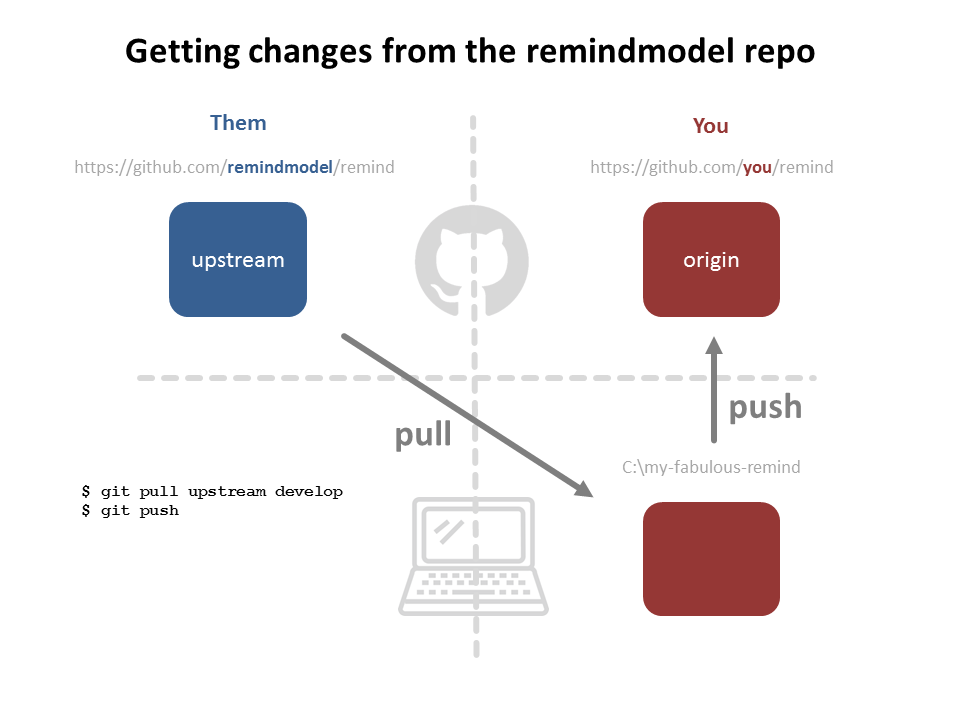 Getting changes from the remindmodel repo
Them
You
https://github.com/remindmodel/remind
https://github.com/you/remind
upstream
origin
pull
push
C:\my-fabulous-remind
$ git pull upstream develop
$ git push